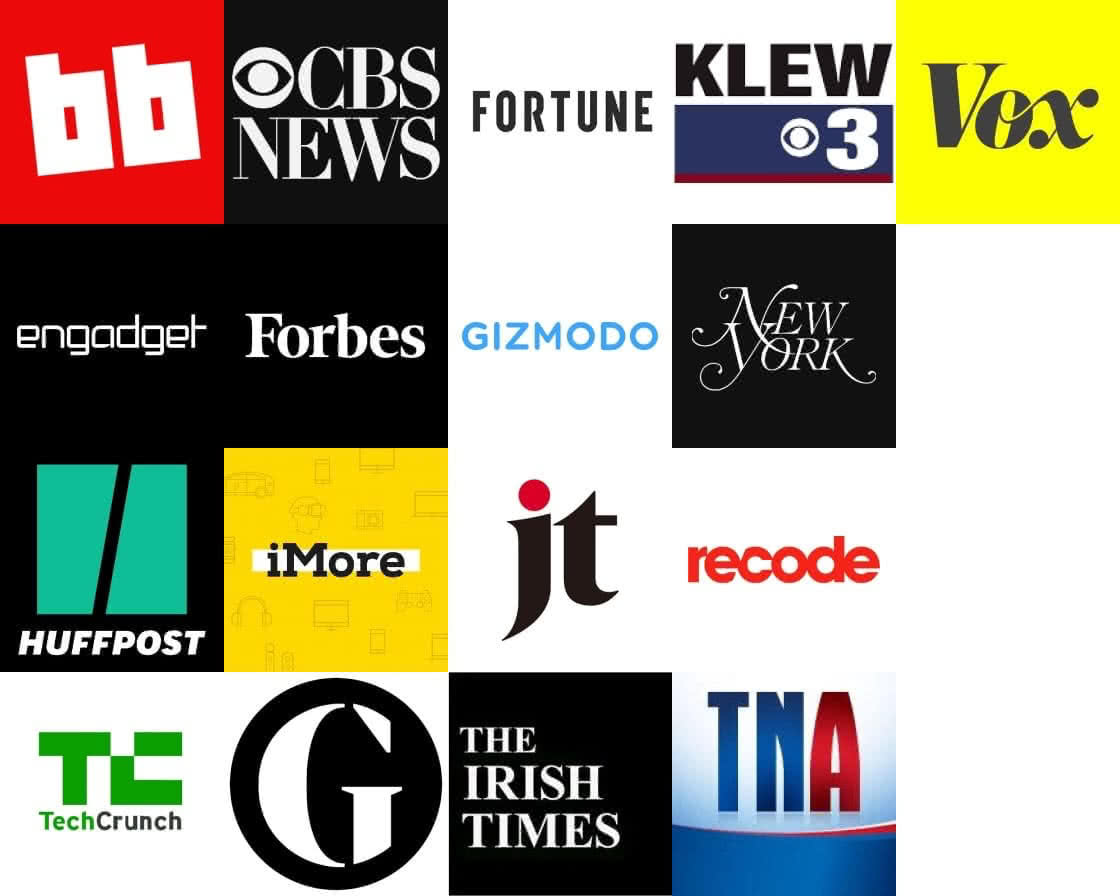 bb
CBS
NEWS
FORTUNE
KLEW
3
Vox
engadget
Forbes
GIZMODO
NEW
YORK
HUFFPOST
iMore
jt
recode
TC
TechCrunch
G
THE
IRISH
TIMES
TNA